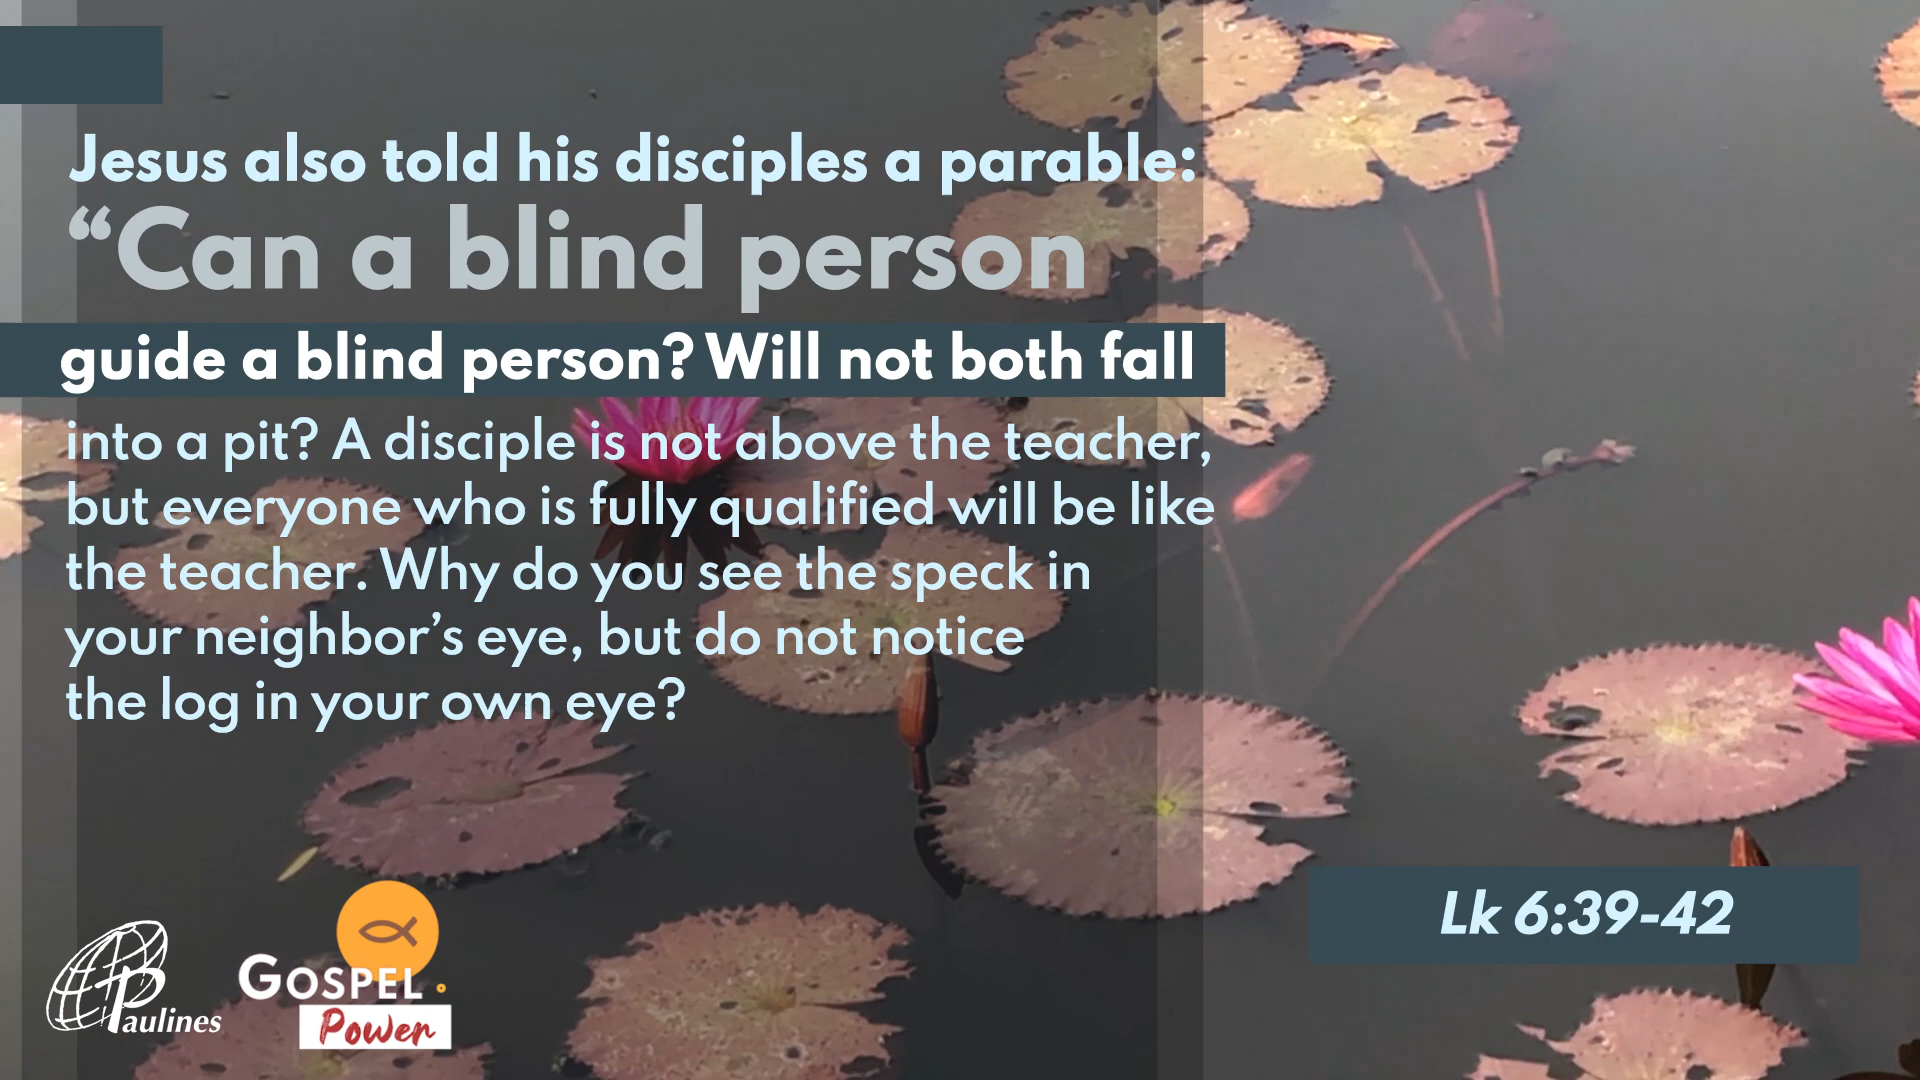 Jesus also told his disciples a parable:
“Can a blind person
guide a blind person? Will not both fall
into a pit? A disciple is not above the teacher,
but everyone who is fully qualified will be like
the teacher. Why do you see the speck in
your neighbor’s eye, but do not notice
the log in your own eye?
Lk 6:39-42
Paulines
GOSPEL
Power